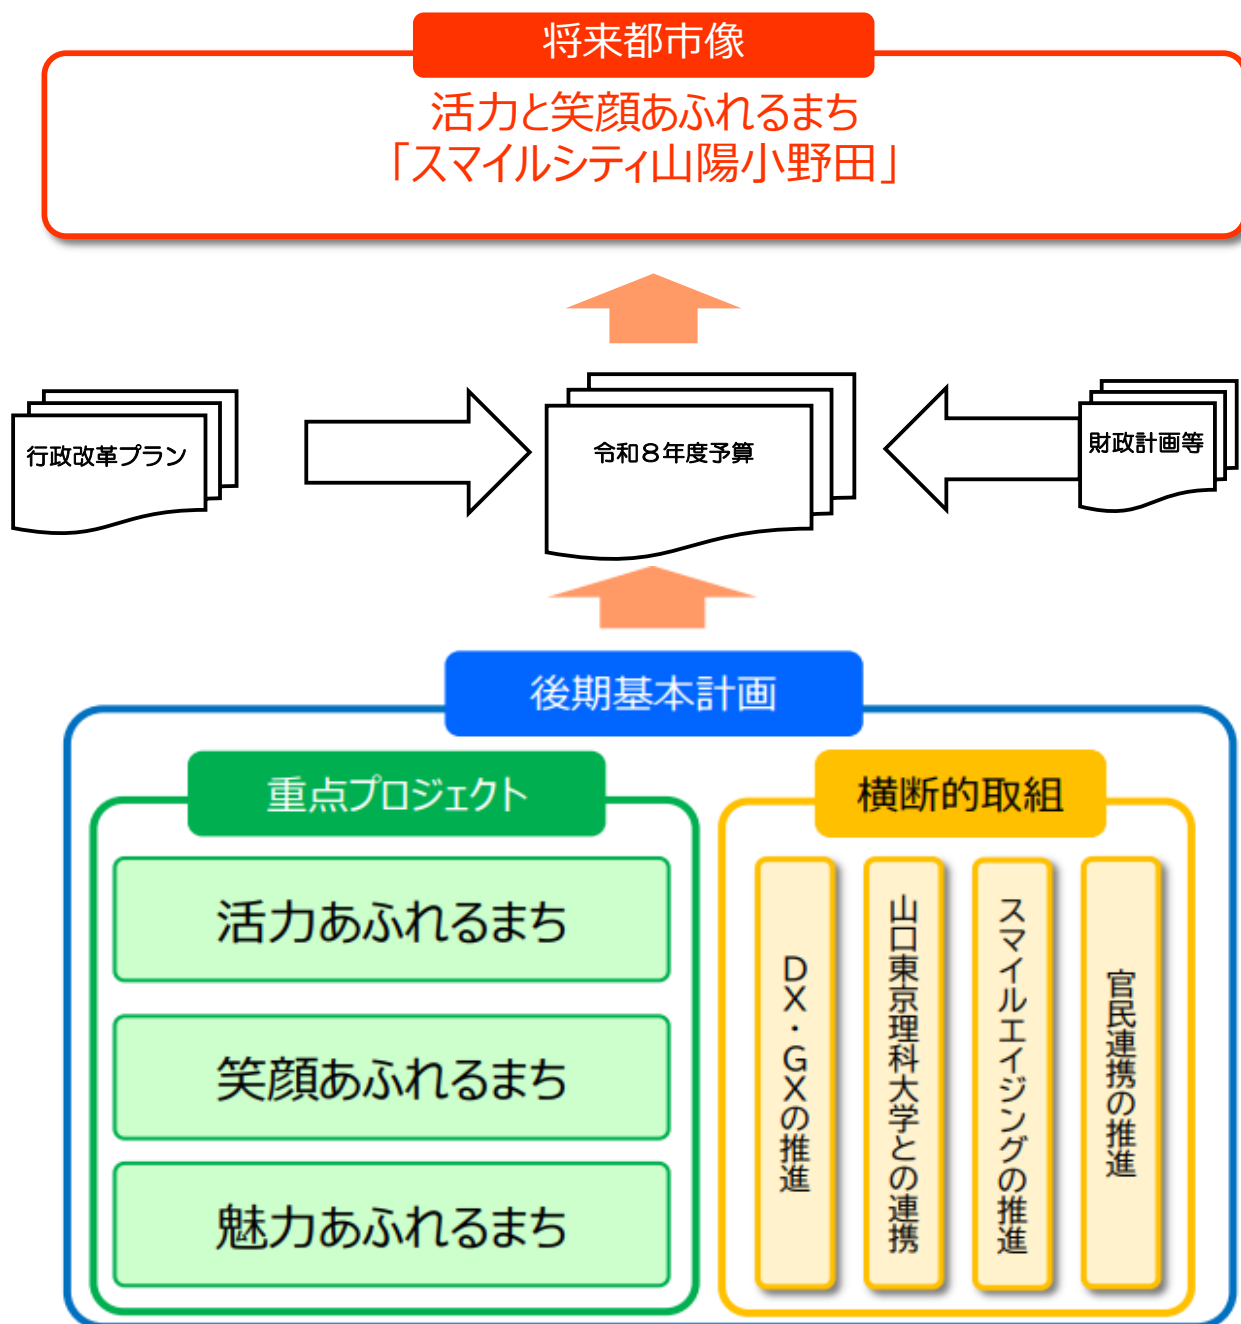 将来都市像
活力と笑顔あふれるまち
「スマイルシティ山陽小野田」
行政改革プラン
令和８年度予算
財政計画等
後期基本計画
重点プロジェクト
活力あふれるまち
笑顔あふれるまち
魅力あふれるまち
横断的取組
ＤＸ・ＧＸの推進
山口東京理科大学との連携
スマイルエイジングの推進
官民連携の推進